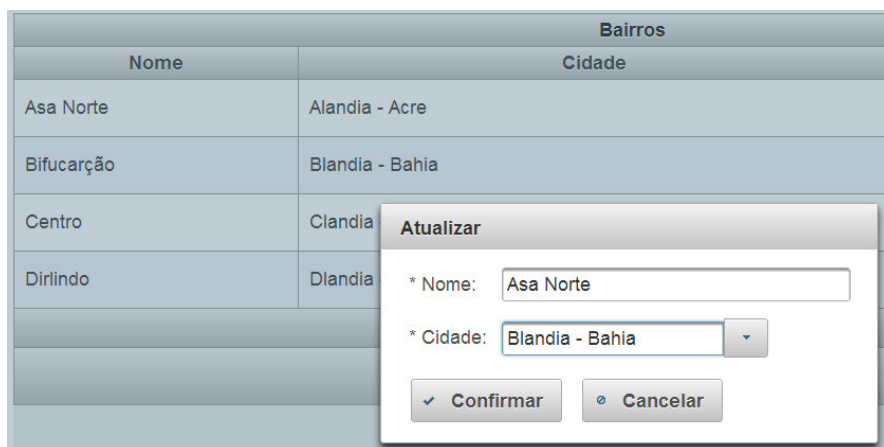 Bairros
Nome Cidade
Asa Norte Alandia - Acre
Bifucarção Blandia - Bahia
Centro Clandia
Dirlindo Dlandia
Atualizar
* Nome: Asa Norte
* Cidade: Blandia - Bahia
Confirmar Cancelar